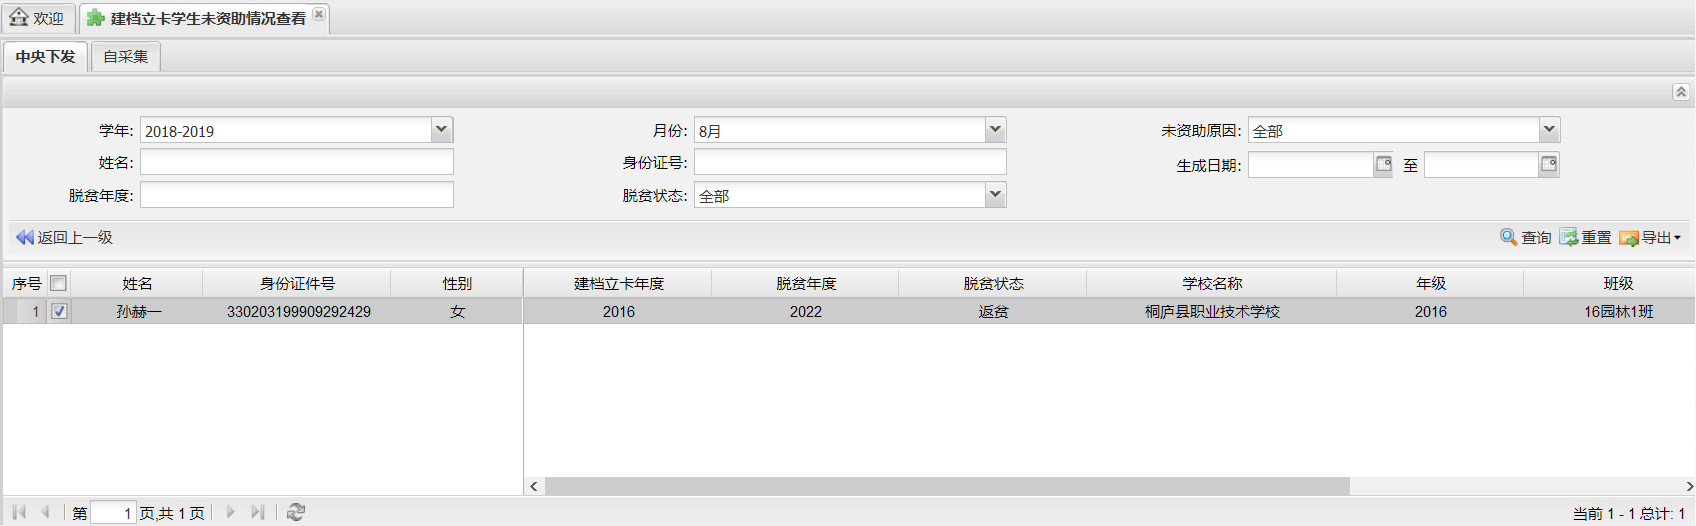 欢迎 建档立卡学生未资助情况查看
中央下发 自采集
学年: 2018-2019 月份: 8月 未资助原因: 全部
姓名: 身份证号: 生成日期: 至
脱贫年度: 脱贫状态: 全部
返回上一级 查询 重置 导出
序号 姓名 身份证件号 性别 建档立卡年度 脱贫年度 脱贫状态 学校名称 年级 班级
1 孙赫一 330203199909292429 女 2016 2022 返贫 桐庐县职业技术学校 2016 16园林1班
第 1 页,共 1 页 当前 1 - 1 总计: 1